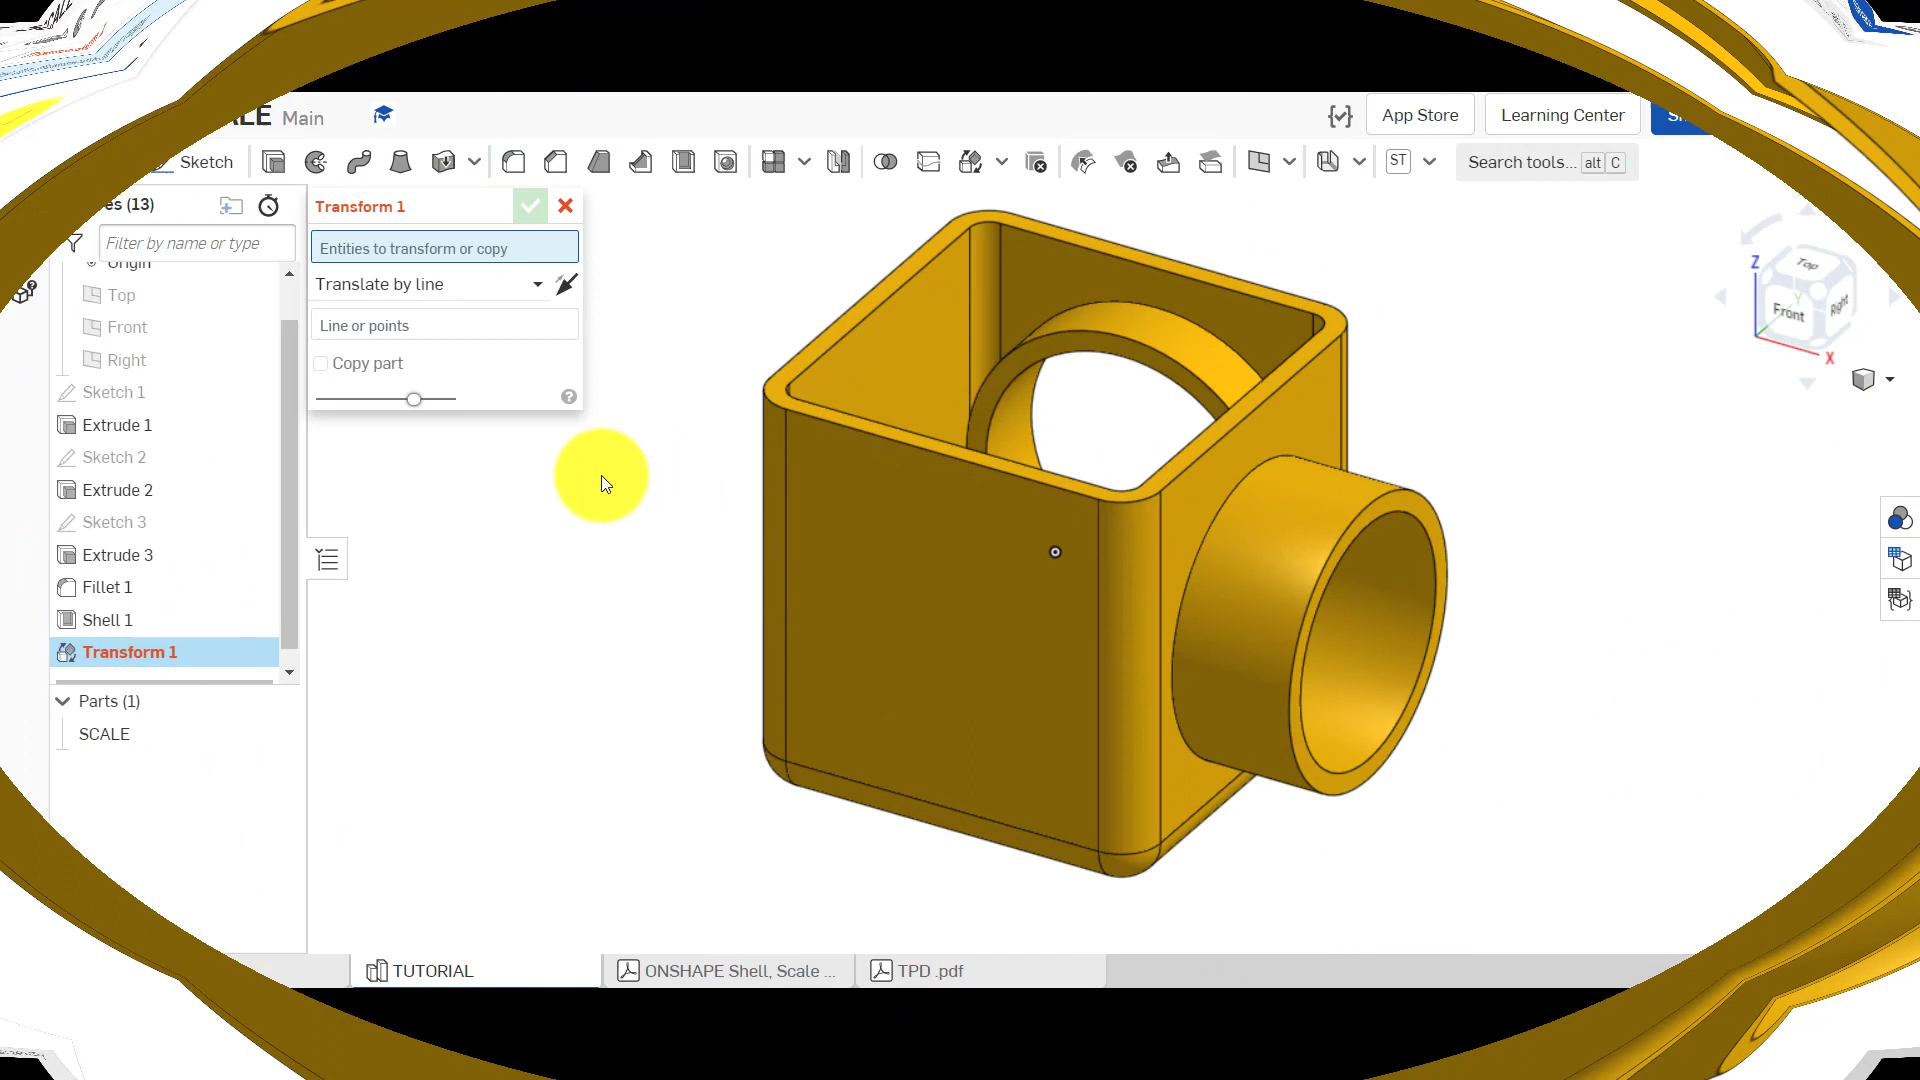 Main
App Store
Learning Center
Sketch
ST
Search tools... alt C
(13)
Filter by name or type
Origin
Top
Front
Right
Sketch 1
Extrude 1
Sketch 2
Extrude 2
Sketch 3
Extrude 3
Fillet 1
Shell 1
Transform 1
Parts (1)
SCALE
Transform 1
Entities to transform or copy
Translate by line
Line or points
Copy part
Z
Top
Y
Front
Right
X
TUTORIAL
ONSHAPE Shell, Scale ...
TPD .pdf